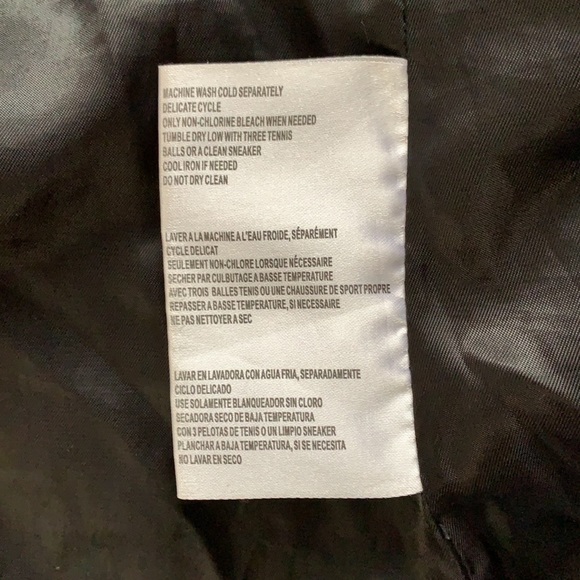 MACHINE WASH COLD SEPARATELY
DELICATE CYCLE
ONLY NON-CHLORINE BLEACH WHEN NEEDED
TUMBLE DRY LOW WITH THREE TENNIS
BALLS OR A CLEAN SNEAKER
COOL IRON IF NEEDED
DO NOT DRY CLEAN
LAVER A LA MACHINE A L'EAU FROIDE, SÉPARÉMENT
CYCLE DELICAT
SEULEMENT NON-CHLORE LORSQUE NÉCESSAIRE
SECHER PAR CULBUTAGE A BASSE TEMPERATURE
AVEC TROIS BALLES TENIS OU UNE CHAUSSURE DE SPORT PROPRE
REPASSER A BASSE TEMPERATURE, SI NECESSAIRE
NE PAS NETTOYER A SEC
LAVAR EN LAVADORA CON AGUA FRIA, SEPARADAMENTE
CICLO DELICADO
USE SOLAMENTE BLANQUEADOR SIN CLORO
SECADORA SECO DE BAJA TEMPERATURA
CON 3 PELOTAS DE TENIS O UN LIMPIO SNEAKER
PLANCHAR A BAJA TEMPERATURA, SI SE NECESITA
NO LAVAR EN SECO